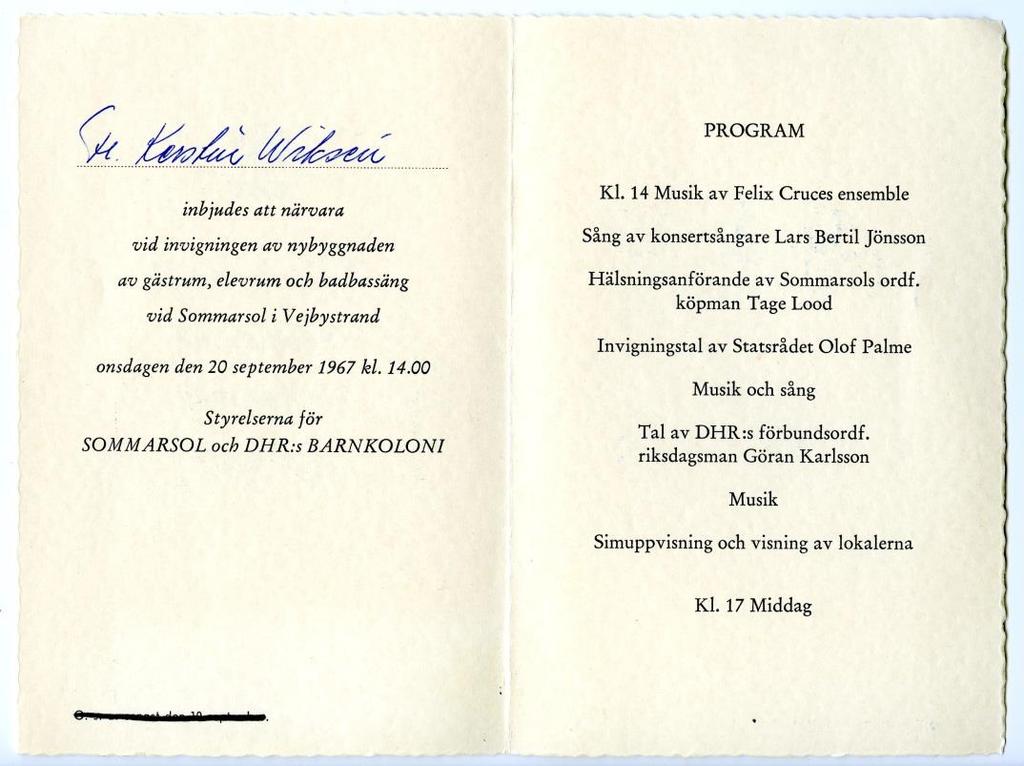 Fr. Kerstin Wiksén
inbjudes att närvara
vid invigningen av nybyggnaden
av gästrum, elevrum och badbassäng
vid Sommarsol i Vejbystrand
onsdagen den 20 september 1967 kl. 14.00
Styrelserna för
SOMMARSOL och DHR:s BARNKOLONI
PROGRAM
Kl. 14 Musik av Felix Cruces ensemble
Sång av konsertsångare Lars Bertil Jönsson
Hälsningsanförande av Sommarsols ordf.
köpman Tage Lood
Invigningstal av Statsrådet Olof Palme
Musik och sång
Tal av DHR:s förbundsordf.
riksdagsman Göran Karlsson
Musik
Simuppvisning och visning av lokalerna
Kl. 17 Middag